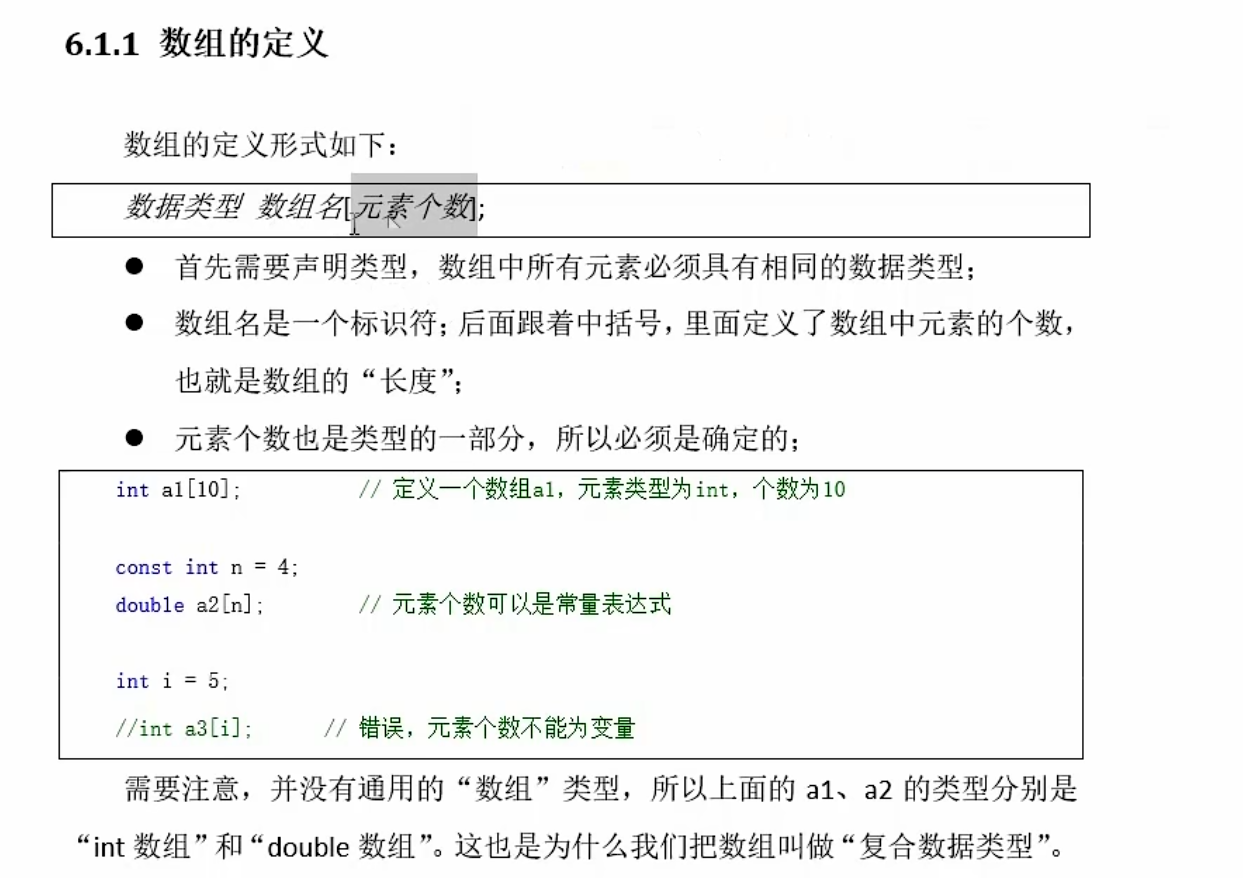 6.1.1 数组的定义
数组的定义形式如下：
数据类型 数组名[元素个数];
● 首先需要声明类型，数组中所有元素必须具有相同的数据类型；
● 数组名是一个标识符；后面跟着中括号，里面定义了数组中元素的个数，
也就是数组的“长度”；
● 元素个数也是类型的一部分，所以必须是确定的；
int a1[10]; // 定义一个数组a1，元素类型为int，个数为10
const int n = 4;
double a2[n]; // 元素个数可以是常量表达式
int i = 5;
//int a3[i]; // 错误，元素个数不能为变量
需要注意，并没有通用的“数组”类型，所以上面的 a1、a2 的类型分别是
“int 数组”和“double 数组”。这也是为什么我们把数组叫做“复合数据类型”。